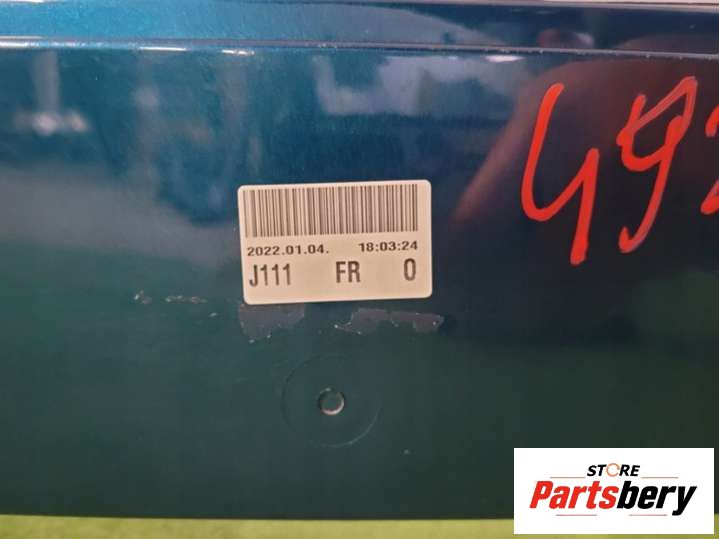 492
2022.01.04. 18:03:24
J111 FR 0
STORE
Partsbery